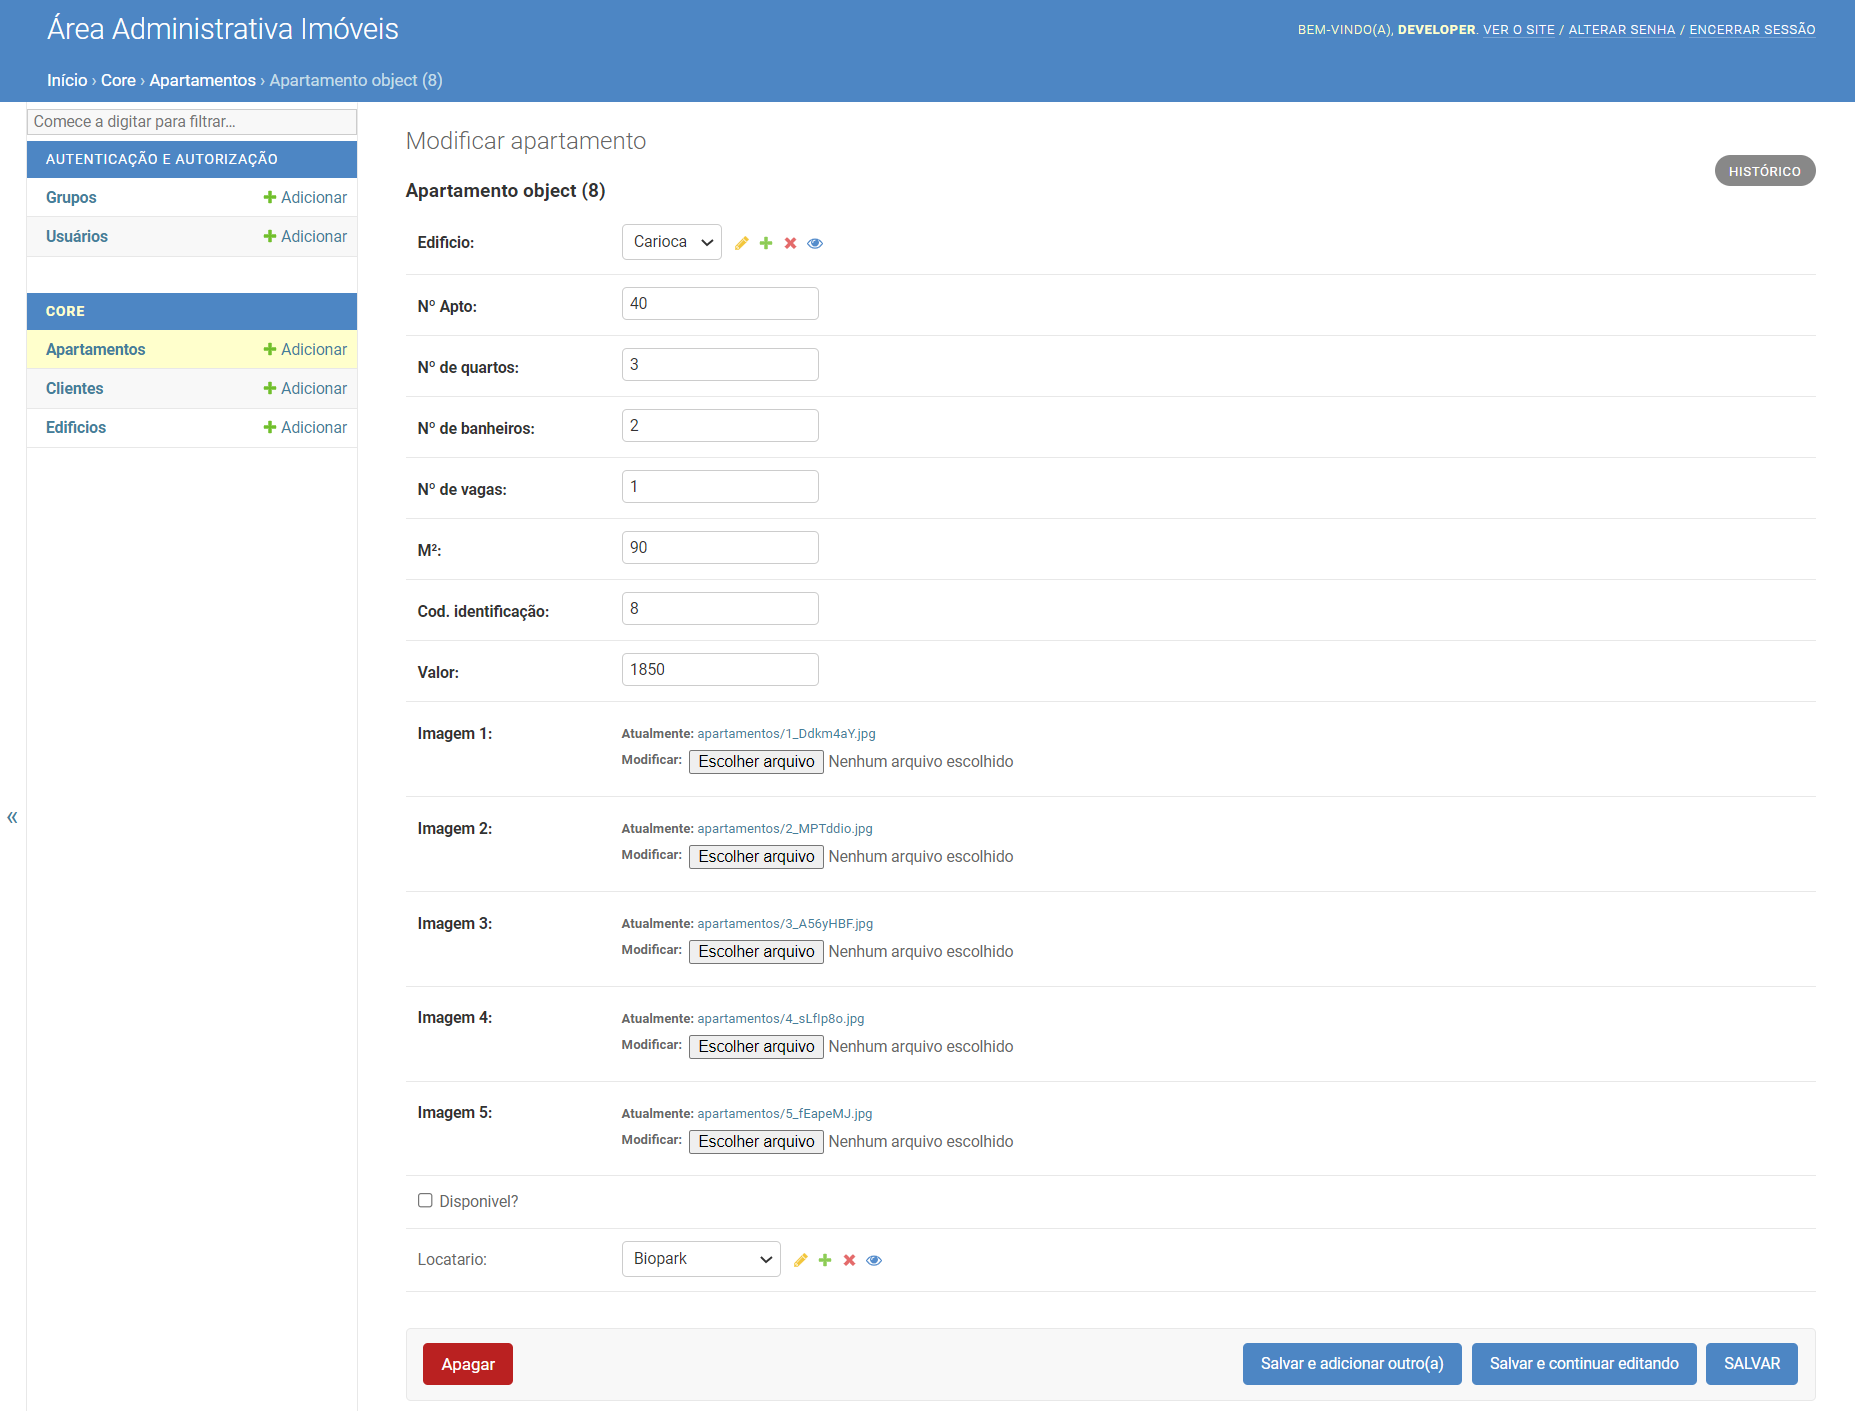 Área Administrativa Imóveis
BEM-VINDO(A), DEVELOPER. VER O SITE / ALTERAR SENHA / ENCERRAR SESSÃO
Início › Core › Apartamentos › Apartamento object (8)
Comece a digitar para filtrar...
AUTENTICAÇÃO E AUTORIZAÇÃO
Grupos Adicionar
Usuários Adicionar
CORE
Apartamentos Adicionar
Clientes Adicionar
Edificios Adicionar
«
Modificar apartamento
HISTÓRICO
Apartamento object (8)
Edificio: Carioca
Nº Apto: 40
Nº de quartos: 3
Nº de banheiros: 2
Nº de vagas: 1
M²: 90
Cod. identificação: 8
Valor: 1850
Imagem 1: Atualmente: apartamentos/1_Ddkm4aY.jpg
Modificar: Escolher arquivo Nenhum arquivo escolhido
Imagem 2: Atualmente: apartamentos/2_MPTddio.jpg
Modificar: Escolher arquivo Nenhum arquivo escolhido
Imagem 3: Atualmente: apartamentos/3_A56yHBF.jpg
Modificar: Escolher arquivo Nenhum arquivo escolhido
Imagem 4: Atualmente: apartamentos/4_sLfIp8o.jpg
Modificar: Escolher arquivo Nenhum arquivo escolhido
Imagem 5: Atualmente: apartamentos/5_fEapeMJ.jpg
Modificar: Escolher arquivo Nenhum arquivo escolhido
Disponivel?
Locatario: Biopark
Apagar
Salvar e adicionar outro(a)
Salvar e continuar editando
SALVAR